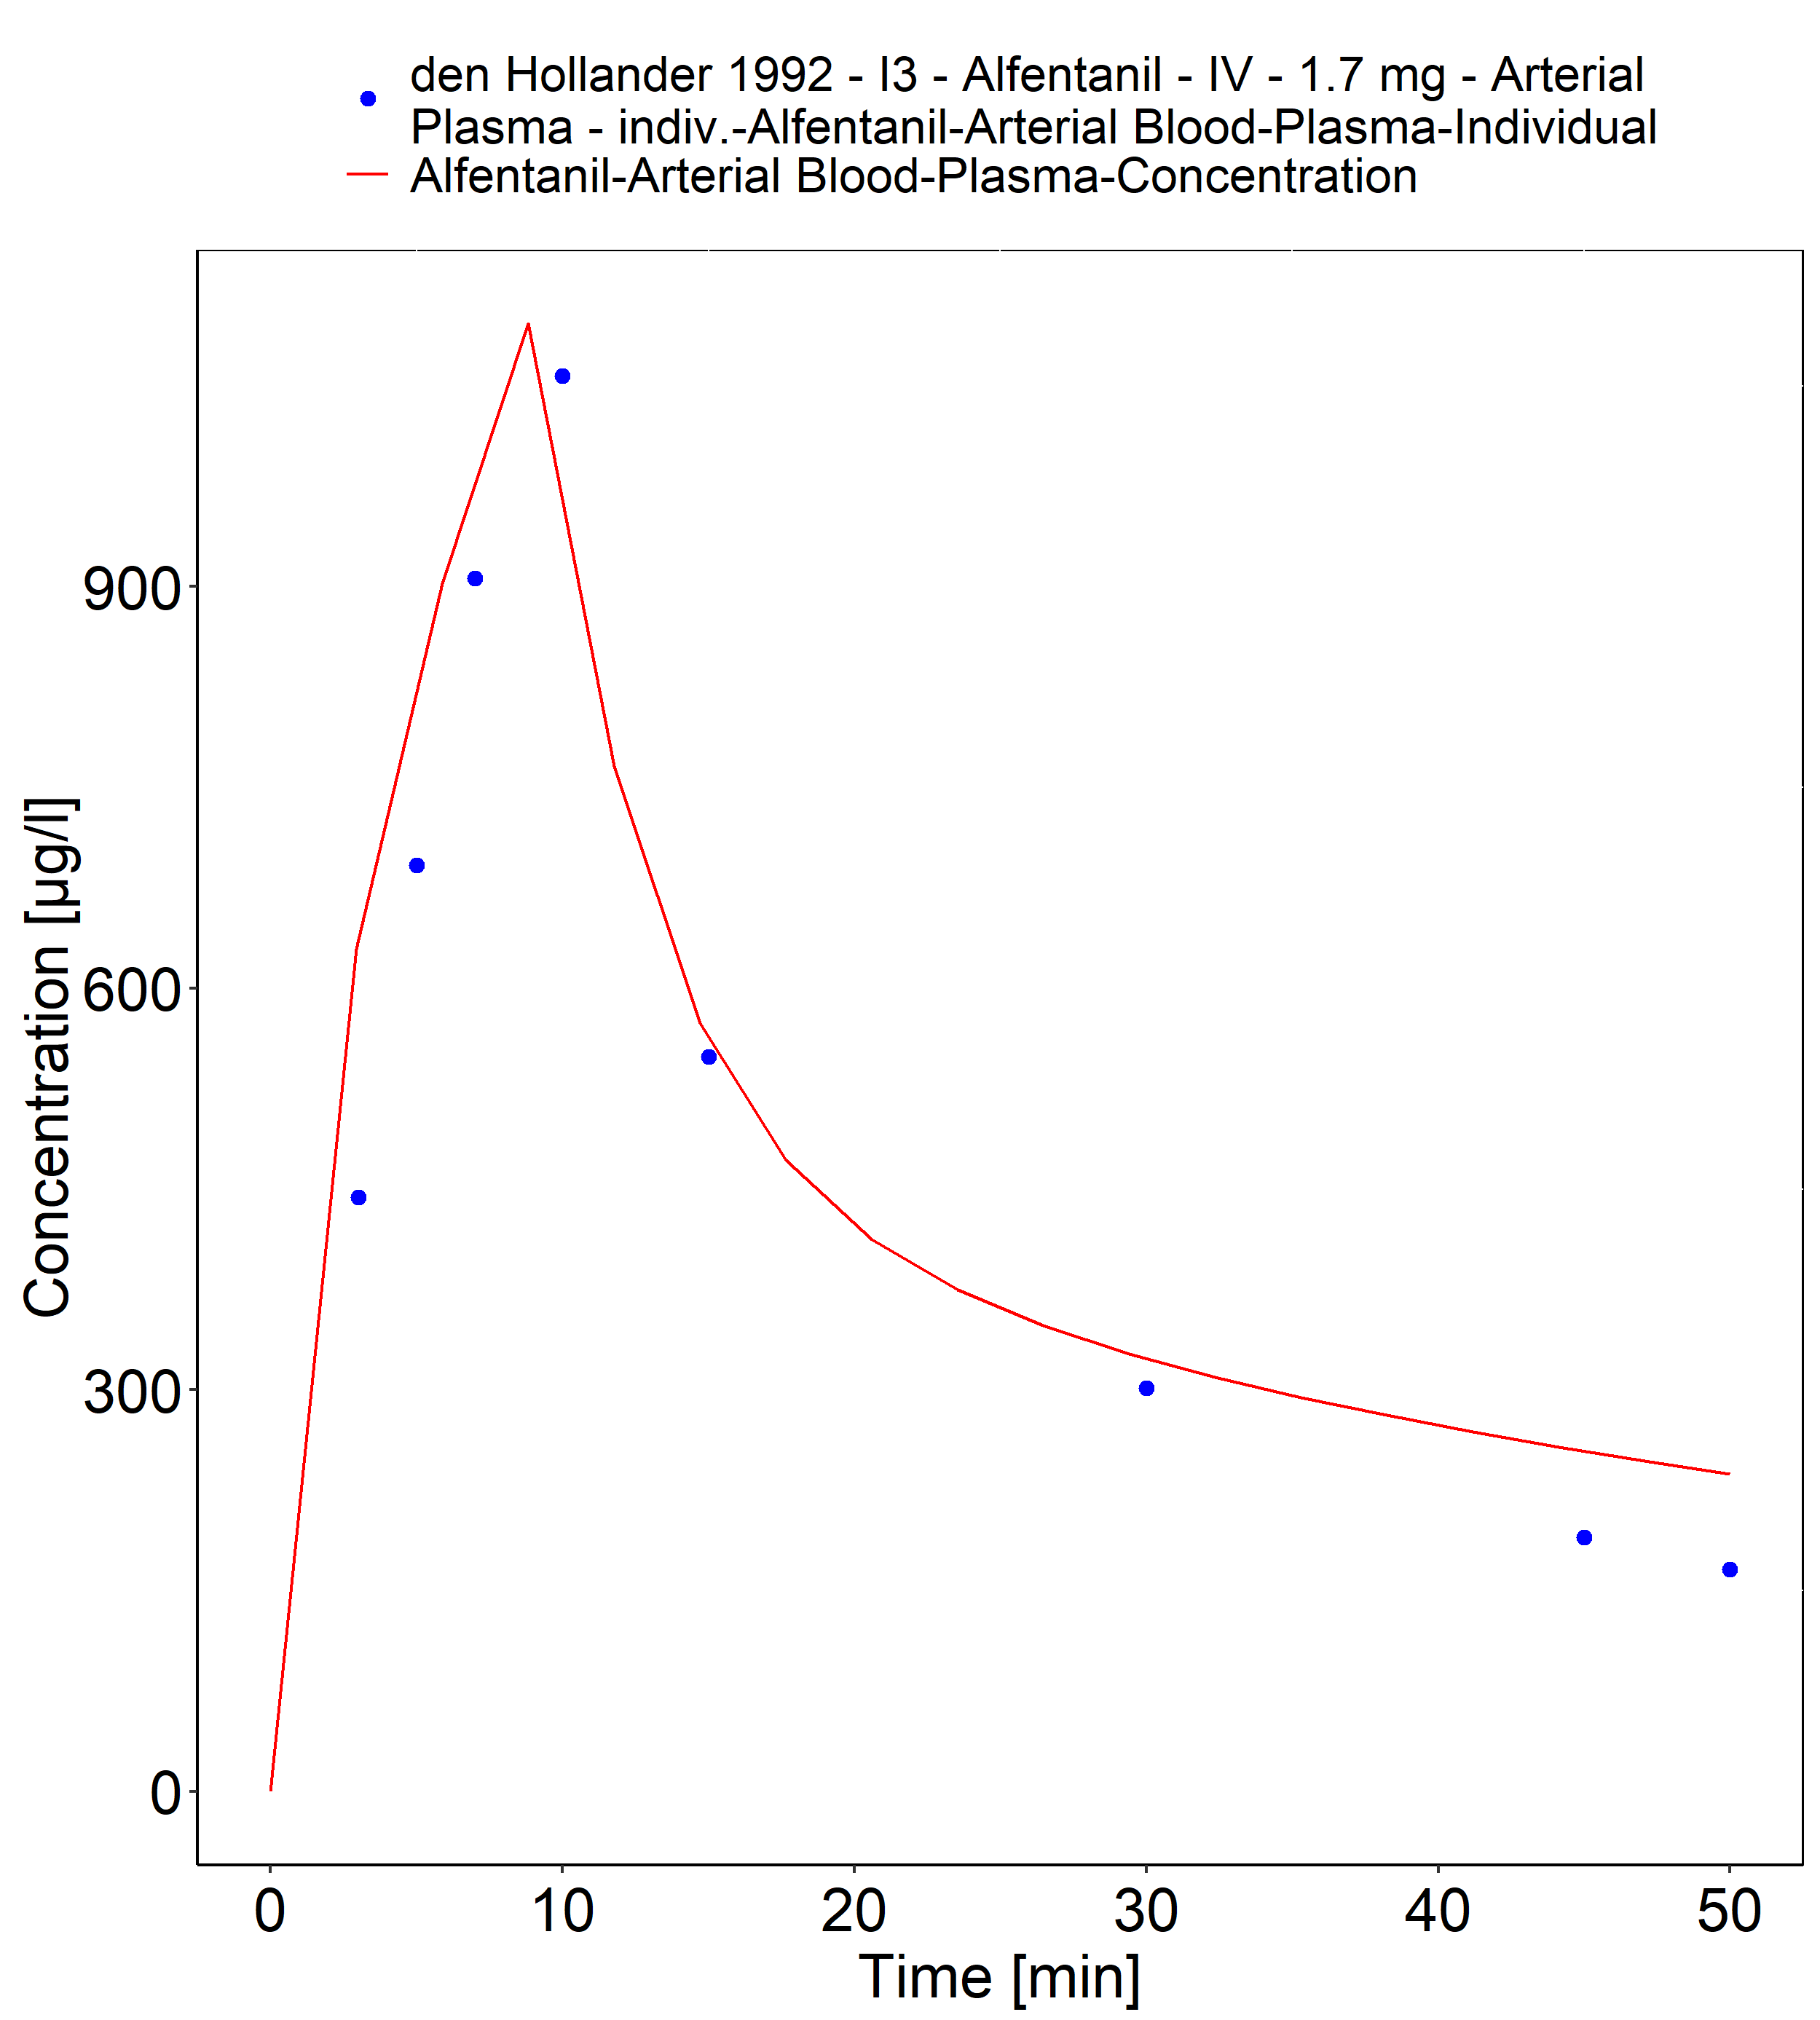 den Hollander 1992 - I3 - Alfentanil - IV - 1.7 mg - Arterial
Plasma - indiv.-Alfentanil-Arterial Blood-Plasma-Individual
Alfentanil-Arterial Blood-Plasma-Concentration
Concentration [µg/l]
900
600
300
0
0 10 20 30 40 50
Time [min]